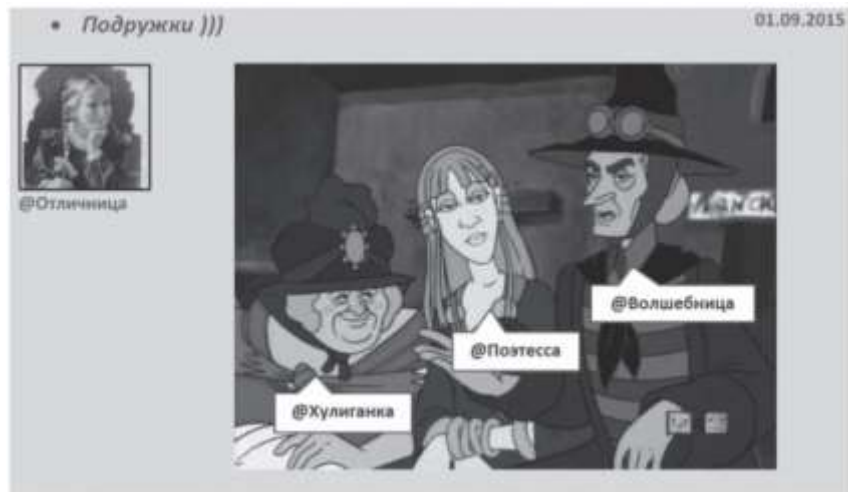 • Подружки )))
01.09.2015
@Отличница
@Волшебница
@Поэтесса
@Хулиганка